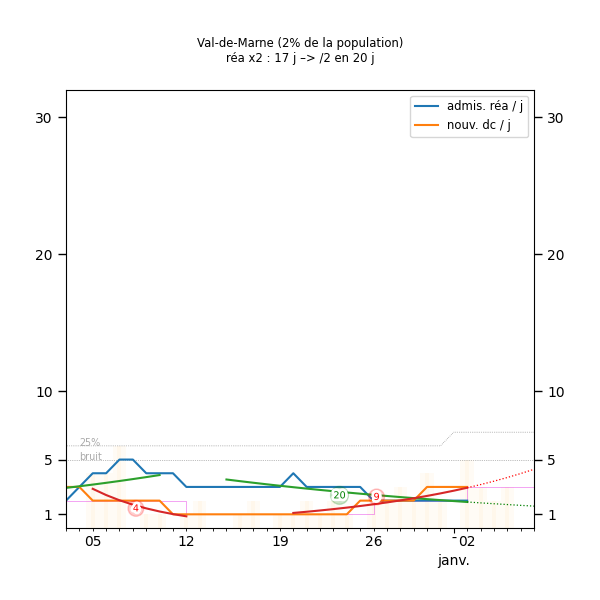 Val-de-Marne (2% de la population)
réa x2 : 17 j –> /2 en 20 j
admis. réa / j
nouv. dc / j
30 30
20 20
10 10
25%
bruit
5 5
20 9
4
1 1
05 12 19 26 02
janv.